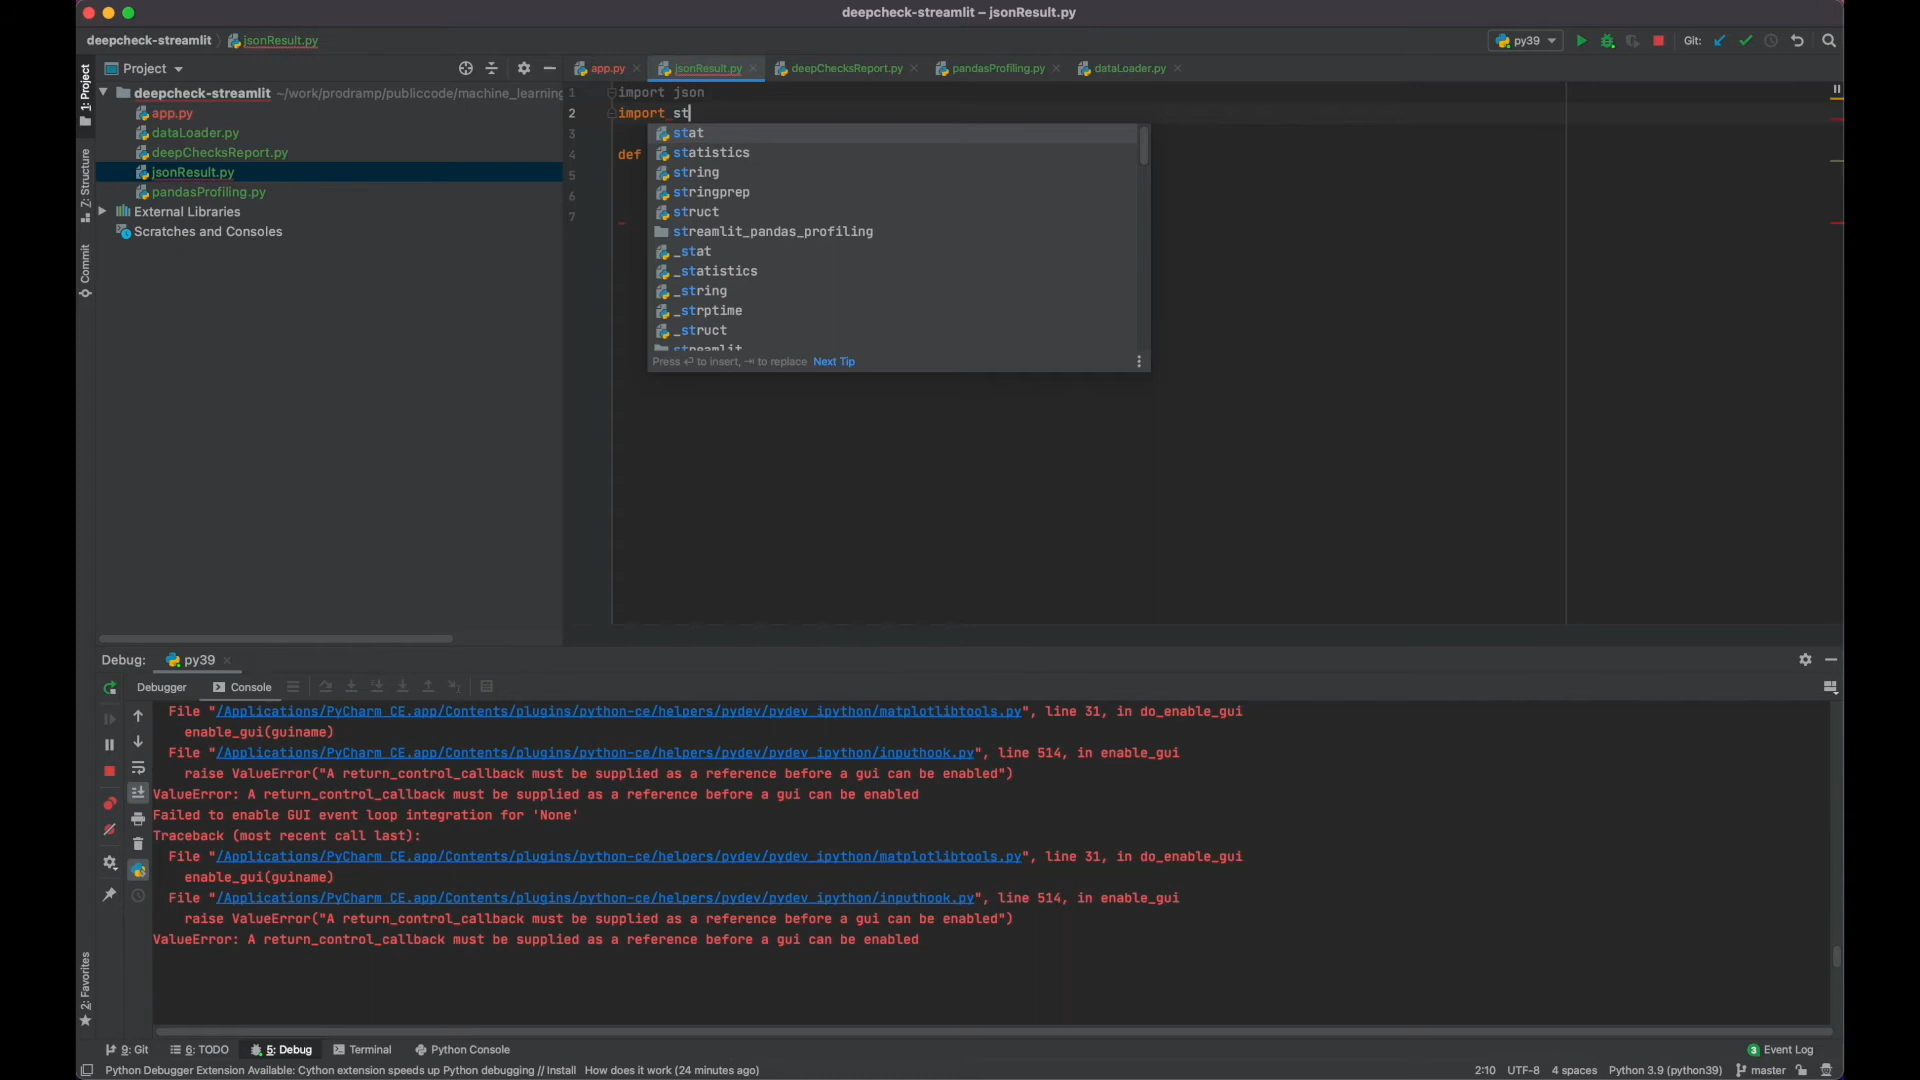 deepcheck-streamlit – jsonResult.py
deepcheck-streamlit
jsonResult.py
py39
Git:
1: Project
Project
app.py
jsonResult.py
deepChecksReport.py
pandasProfiling.py
dataLoader.py
deepcheck-streamlit ~/work/prodramp/publiccode/machine_learning
app.py
dataLoader.py
deepChecksReport.py
jsonResult.py
pandasProfiling.py
External Libraries
Scratches and Consoles
Z: Structure
Commit
1 import json
2 import st
3
4 def
5
6
7
stat
statistics
string
stringprep
struct
streamlit_pandas_profiling
_stat
_statistics
_string
_strptime
_struct
streamlit
Press ⏎ to insert, ⇥ to replace Next Tip
Debug:
py39
Debugger
Console
File "/Applications/PyCharm CE.app/Contents/plugins/python-ce/helpers/pydev/pydev_ipython/matplotlibtools.py", line 31, in do_enable_gui
enable_gui(guiname)
File "/Applications/PyCharm CE.app/Contents/plugins/python-ce/helpers/pydev/pydev_ipython/inputhook.py", line 514, in enable_gui
raise ValueError("A return_control_callback must be supplied as a reference before a gui can be enabled")
ValueError: A return_control_callback must be supplied as a reference before a gui can be enabled
Failed to enable GUI event loop integration for 'None'
Traceback (most recent call last):
File "/Applications/PyCharm CE.app/Contents/plugins/python-ce/helpers/pydev/pydev_ipython/matplotlibtools.py", line 31, in do_enable_gui
enable_gui(guiname)
File "/Applications/PyCharm CE.app/Contents/plugins/python-ce/helpers/pydev/pydev_ipython/inputhook.py", line 514, in enable_gui
raise ValueError("A return_control_callback must be supplied as a reference before a gui can be enabled")
ValueError: A return_control_callback must be supplied as a reference before a gui can be enabled
2: Favorites
9: Git
6: TODO
5: Debug
Terminal
Python Console
3 Event Log
Python Debugger Extension Available: Cython extension speeds up Python debugging // Install How does it work (24 minutes ago)
2:10
UTF-8
4 spaces
Python 3.9 (python39)
master